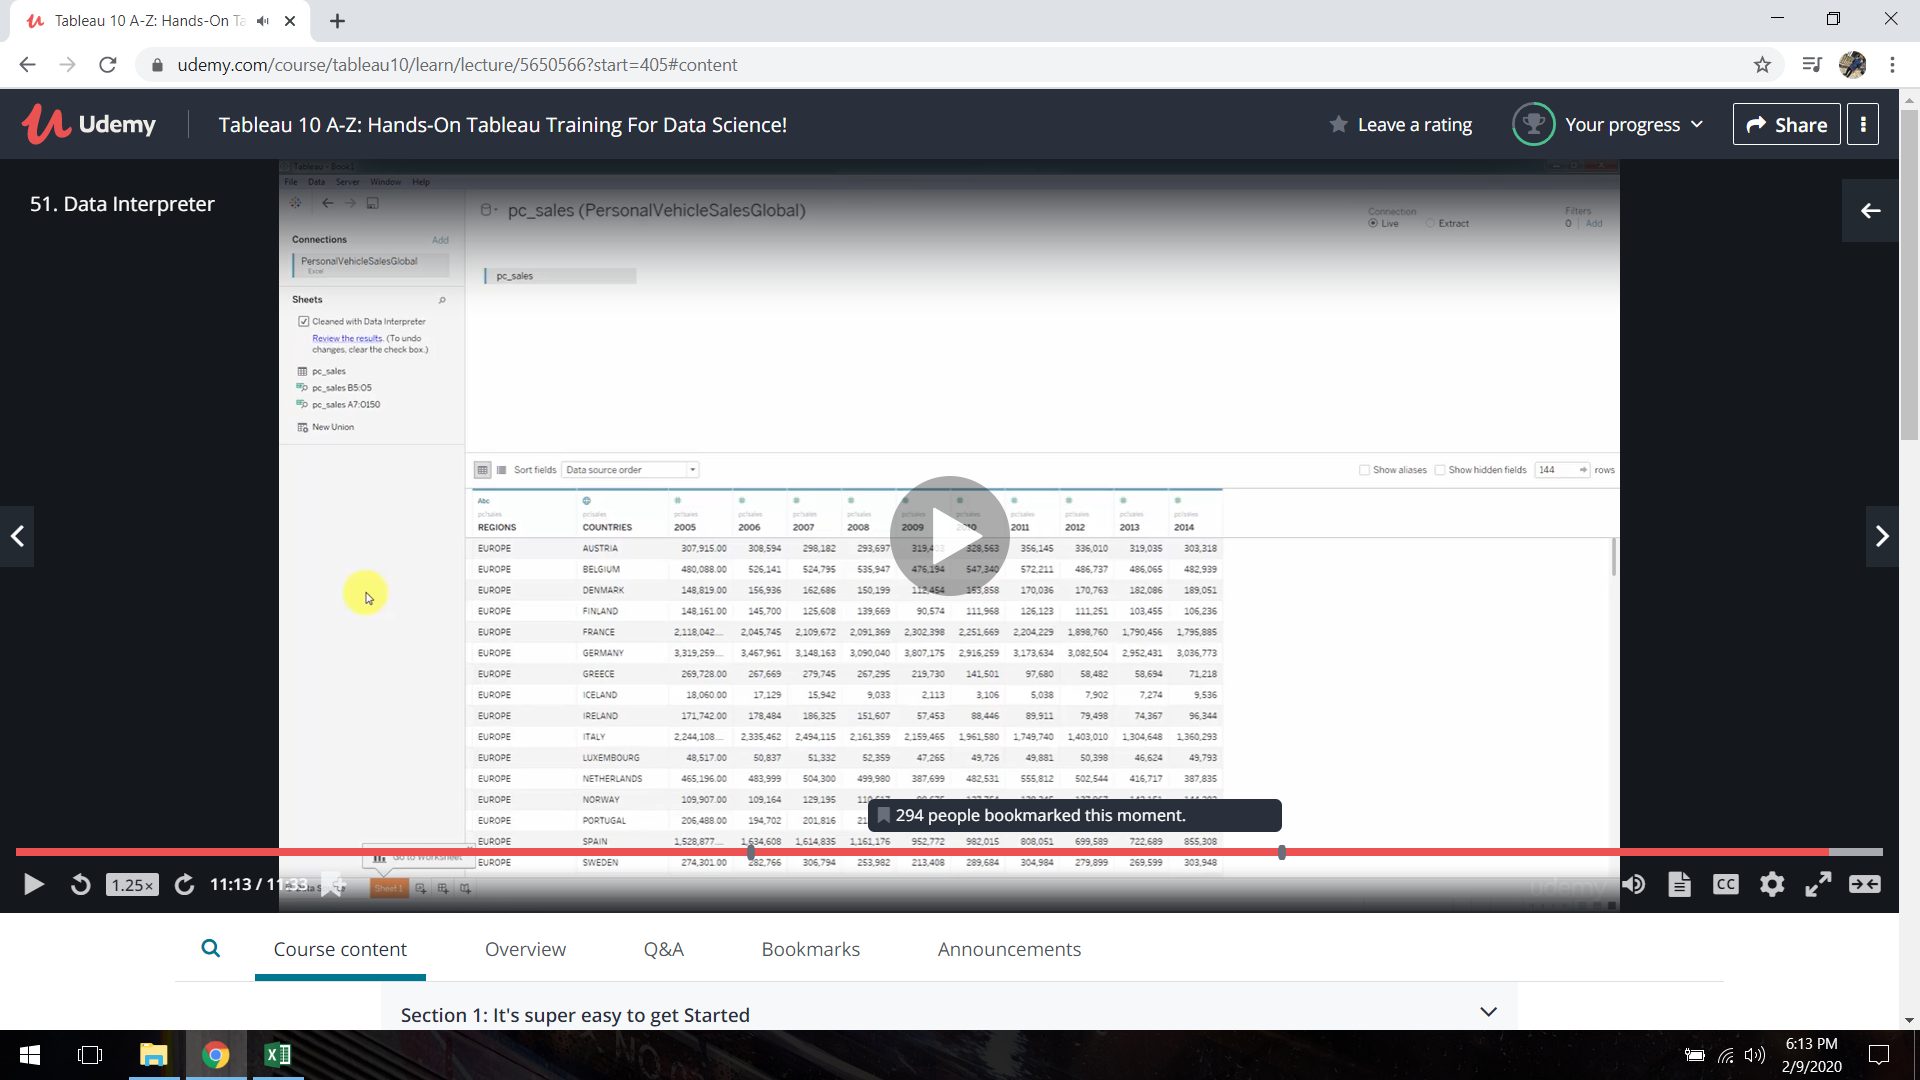 Tableau 10 A-Z: Hands-On Ta
udemy.com/course/tableau10/learn/lecture/5650566?start=405#content
Udemy
Tableau 10 A-Z: Hands-On Tableau Training For Data Science!
Leave a rating
Your progress
Share
51. Data Interpreter
Tableau - Book1
File Data Server Window Help
pc_sales (PersonalVehicleSalesGlobal)
Connection
Live Extract
Filters
0 Add
Connections Add
PersonalVehicleSalesGlobal
Excel
pc_sales
Sheets
Cleaned with Data Interpreter
Review the results. (To undo
changes, clear the check box.)
pc_sales
pc_sales B5:O5
pc_sales A7:O150
New Union
Sort fields Data source order Show aliases Show hidden fields 144 rows
Abc
REGIONS COUNTRIES 2005 2006 2007 2008 2009 2010 2011 2012 2013 2014
EUROPE AUSTRIA 307,915.00 308,594 298,182 293,697 328,563 356,145 336,010 319,035 303,318
EUROPE BELGIUM 480,088.00 526,141 524,795 535,947 476,194 547,340 572,211 486,737 486,065 482,939
EUROPE DENMARK 148,819.00 156,936 162,686 150,199 112,454 153,858 170,036 170,763 182,086 189,051
EUROPE FINLAND 148,161.00 145,700 125,608 139,669 90,574 111,968 126,123 111,251 103,455 106,236
EUROPE FRANCE 2,118,042... 2,045,745 2,109,672 2,091,369 2,302,398 2,251,669 2,204,229 1,898,760 1,790,456 1,795,885
EUROPE GERMANY 3,319,259... 3,467,961 3,148,163 3,090,040 3,807,175 2,916,259 3,173,634 3,082,504 2,952,431 3,036,773
EUROPE GREECE 269,728.00 267,669 279,745 267,295 219,730 141,501 97,680 58,482 58,694 71,218
EUROPE ICELAND 18,060.00 17,129 15,942 9,033 2,113 3,106 5,038 7,902 7,274 9,536
EUROPE IRELAND 171,742.00 178,484 186,325 151,607 57,453 88,446 89,911 79,498 74,367 96,344
EUROPE ITALY 2,244,108... 2,335,462 2,494,115 2,161,359 2,159,465 1,961,580 1,749,740 1,403,010 1,304,648 1,360,293
EUROPE LUXEMBOURG 48,517.00 50,837 51,332 52,359 47,265 49,726 49,881 50,398 46,624 49,793
EUROPE NETHERLANDS 465,196.00 483,999 504,300 499,980 387,699 482,531 555,812 502,544 416,717 387,835
EUROPE NORWAY 109,907.00 109,164 129,195
EUROPE PORTUGAL 206,488.00 194,702 201,816
294 people bookmarked this moment.
EUROPE SPAIN 1,528,877... 1,634,608 1,614,835 1,161,176 952,772 982,015 808,051 699,589 722,689 855,308
Go to Worksheet
EUROPE SWEDEN 274,301.00 282,766 306,794 253,982 213,408 289,684 304,984 279,899 269,599 303,948
1.25× 11:13 / 11:33
Sheet 1
udemy
CC
Course content Overview Q&A Bookmarks Announcements
Section 1: It's super easy to get Started
6:13 PM
2/9/2020